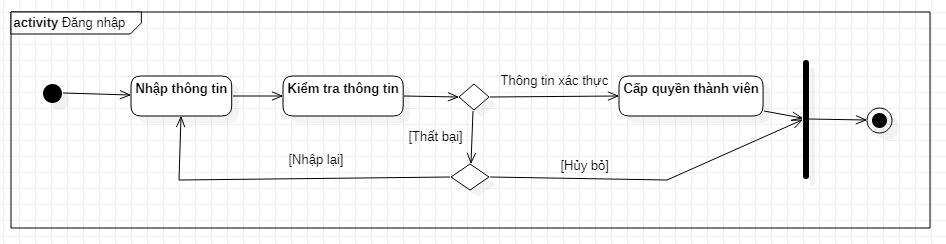 activity Đăng nhập
Nhập thông tin
Kiểm tra thông tin
Thông tin xác thực
Cấp quyền thành viên
[Thất bại]
[Nhập lại]
[Hủy bỏ]